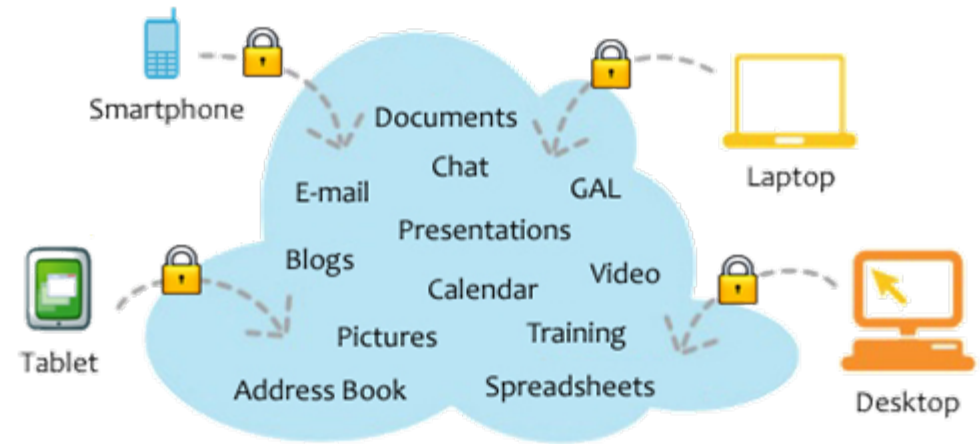 Smartphone
Documents
Chat
E-mail
GAL
Laptop
Presentations
Blogs
Video
Calendar
Pictures
Training
Tablet
Address Book
Spreadsheets
Desktop